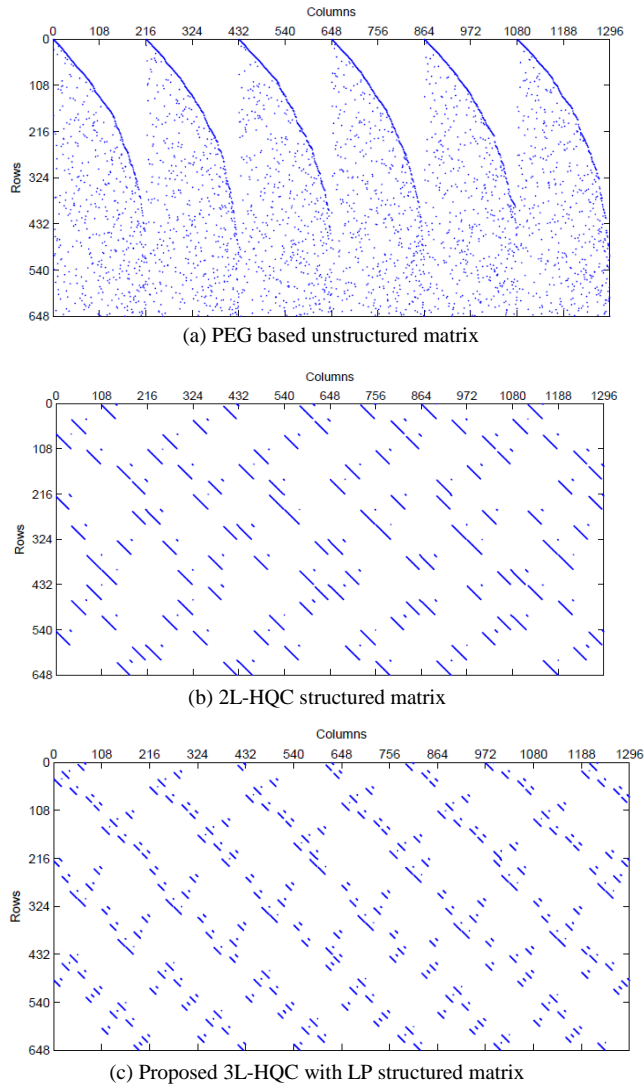 Columns
0 108 216 324 432 540 648 756 864 972 1080 1188 1296
0
108
216
324
432
540
648
Rows
(a) PEG based unstructured matrix
Columns
0 108 216 324 432 540 648 756 864 972 1080 1188 1296
0
108
216
324
432
540
648
Rows
(b) 2L-HQC structured matrix
Columns
0 108 216 324 432 540 648 756 864 972 1080 1188 1296
0
108
216
324
432
540
648
Rows
(c) Proposed 3L-HQC with LP structured matrix